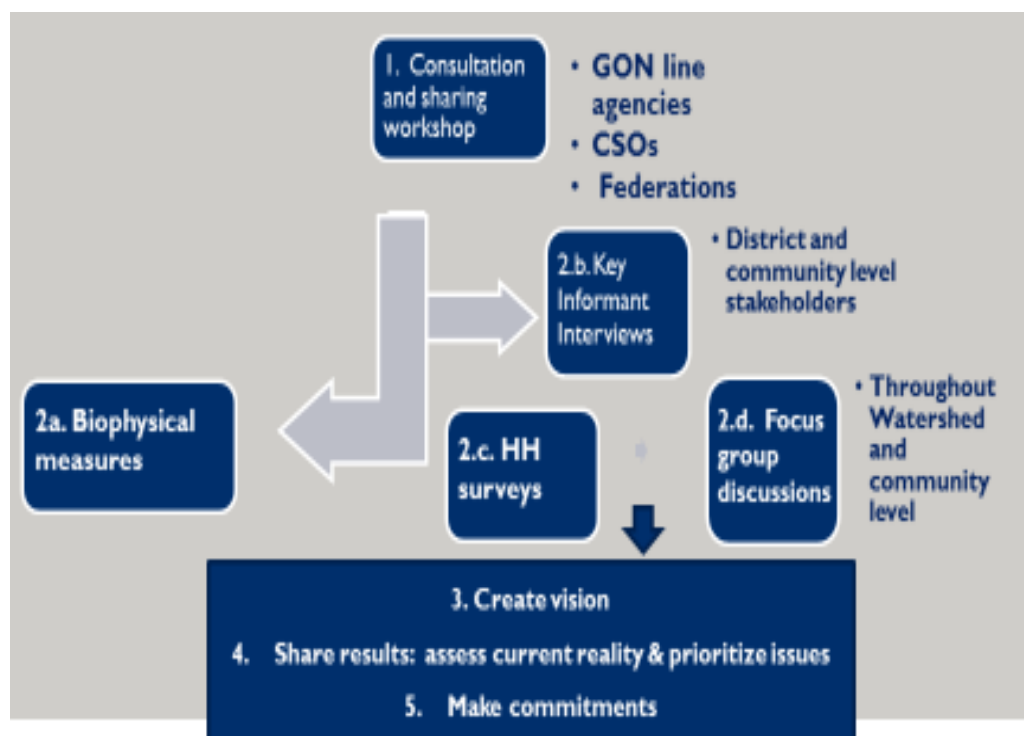 1. Consultation
and sharing
workshop
• GON line
agencies
• CSOs
• Federations
2.b. Key
Informant
Interviews
• District and
community level
stakeholders
2a. Biophysical
measures
2.c. HH
surveys
2.d. Focus
group
discussions
• Throughout
Watershed
and
community
level
3. Create vision
4. Share results: assess current reality & prioritize issues
5. Make commitments